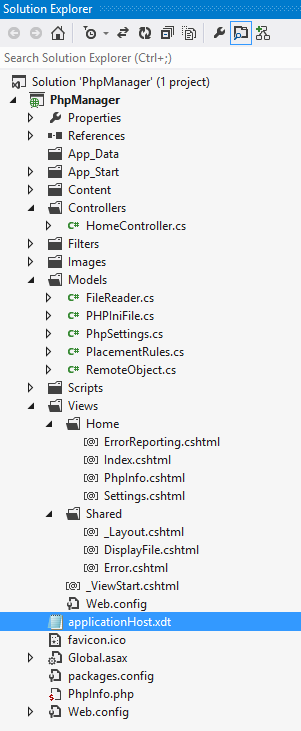 Solution Explorer
Search Solution Explorer (Ctrl+;)
Solution 'PhpManager' (1 project)
PhpManager
Properties
References
App_Data
App_Start
Content
Controllers
C# HomeController.cs
Filters
Images
Models
C# FileReader.cs
C# PHPIniFile.cs
C# PhpSettings.cs
C# PlacementRules.cs
C# RemoteObject.cs
Scripts
Views
Home
[@] ErrorReporting.cshtml
[@] Index.cshtml
[@] PhpInfo.cshtml
[@] Settings.cshtml
Shared
[@] _Layout.cshtml
[@] DisplayFile.cshtml
[@] Error.cshtml
[@] _ViewStart.cshtml
Web.config
applicationHost.xdt
favicon.ico
Global.asax
packages.config
PhpInfo.php
Web.config